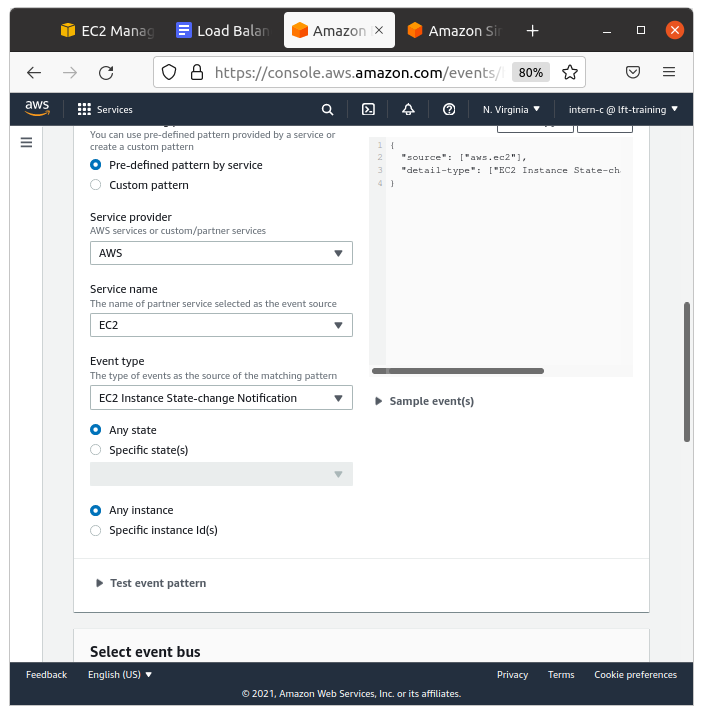 EC2 Manag
Load Balan
Amazon
Amazon Sir
https://console.aws.amazon.com/events/
80%
aws
Services
N. Virginia
intern-c @ lft-training
You can use pre-defined pattern provided by a service or
create a custom pattern
Pre-defined pattern by service
Custom pattern
Service provider
AWS services or custom/partner services
AWS
Service name
The name of partner service selected as the event source
EC2
Event type
The type of events as the source of the matching pattern
EC2 Instance State-change Notification
Any state
Specific state(s)
Any instance
Specific instance Id(s)
Test event pattern
1 {
2 "source": ["aws.ec2"],
3 "detail-type": ["EC2 Instance State-ch
4 }
Sample event(s)
Select event bus
Feedback
English (US)
Privacy
Terms
Cookie preferences
© 2021, Amazon Web Services, Inc. or its affiliates.